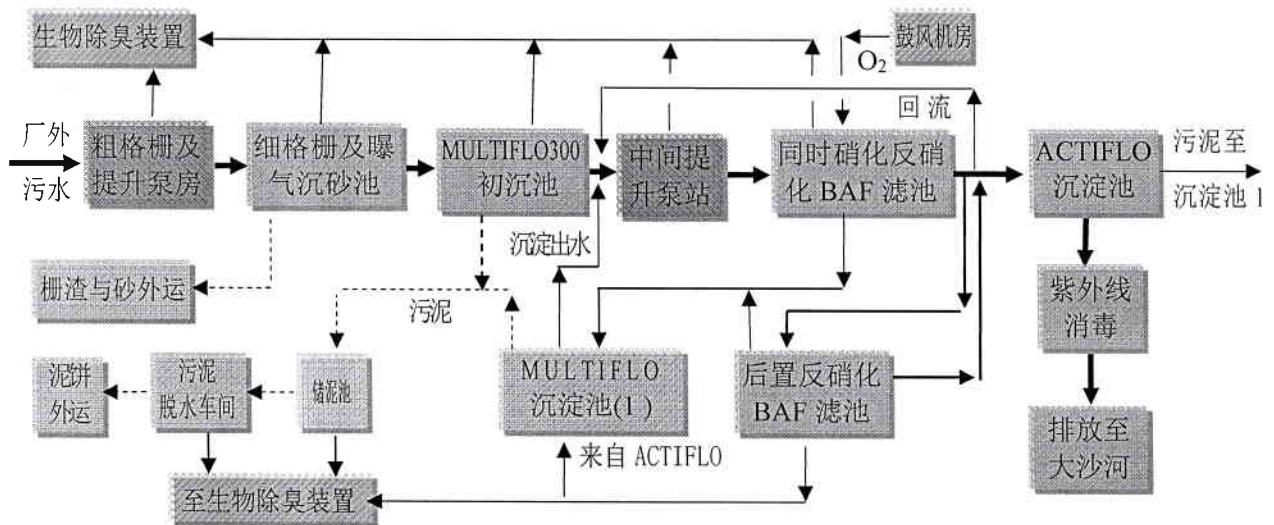 生物除臭装置
鼓风机房
O₂
回流
厂外
污水
粗格栅及
提升泵房
细格栅及曝
气沉砂池
MULTIFLO300
初沉池
中间提
升泵站
同时硝化反硝
化 BAF 滤池
ACTIFLO
沉淀池
污泥至
沉淀池 1
沉淀出水
栅渣与砂外运
污泥
紫外线
消毒
泥饼
外运
污泥
脱水车间
储泥池
MULTIFLO
沉淀池(1)
后置反硝化
BAF 滤池
来自 ACTIFLO
排放至
大沙河
至生物除臭装置